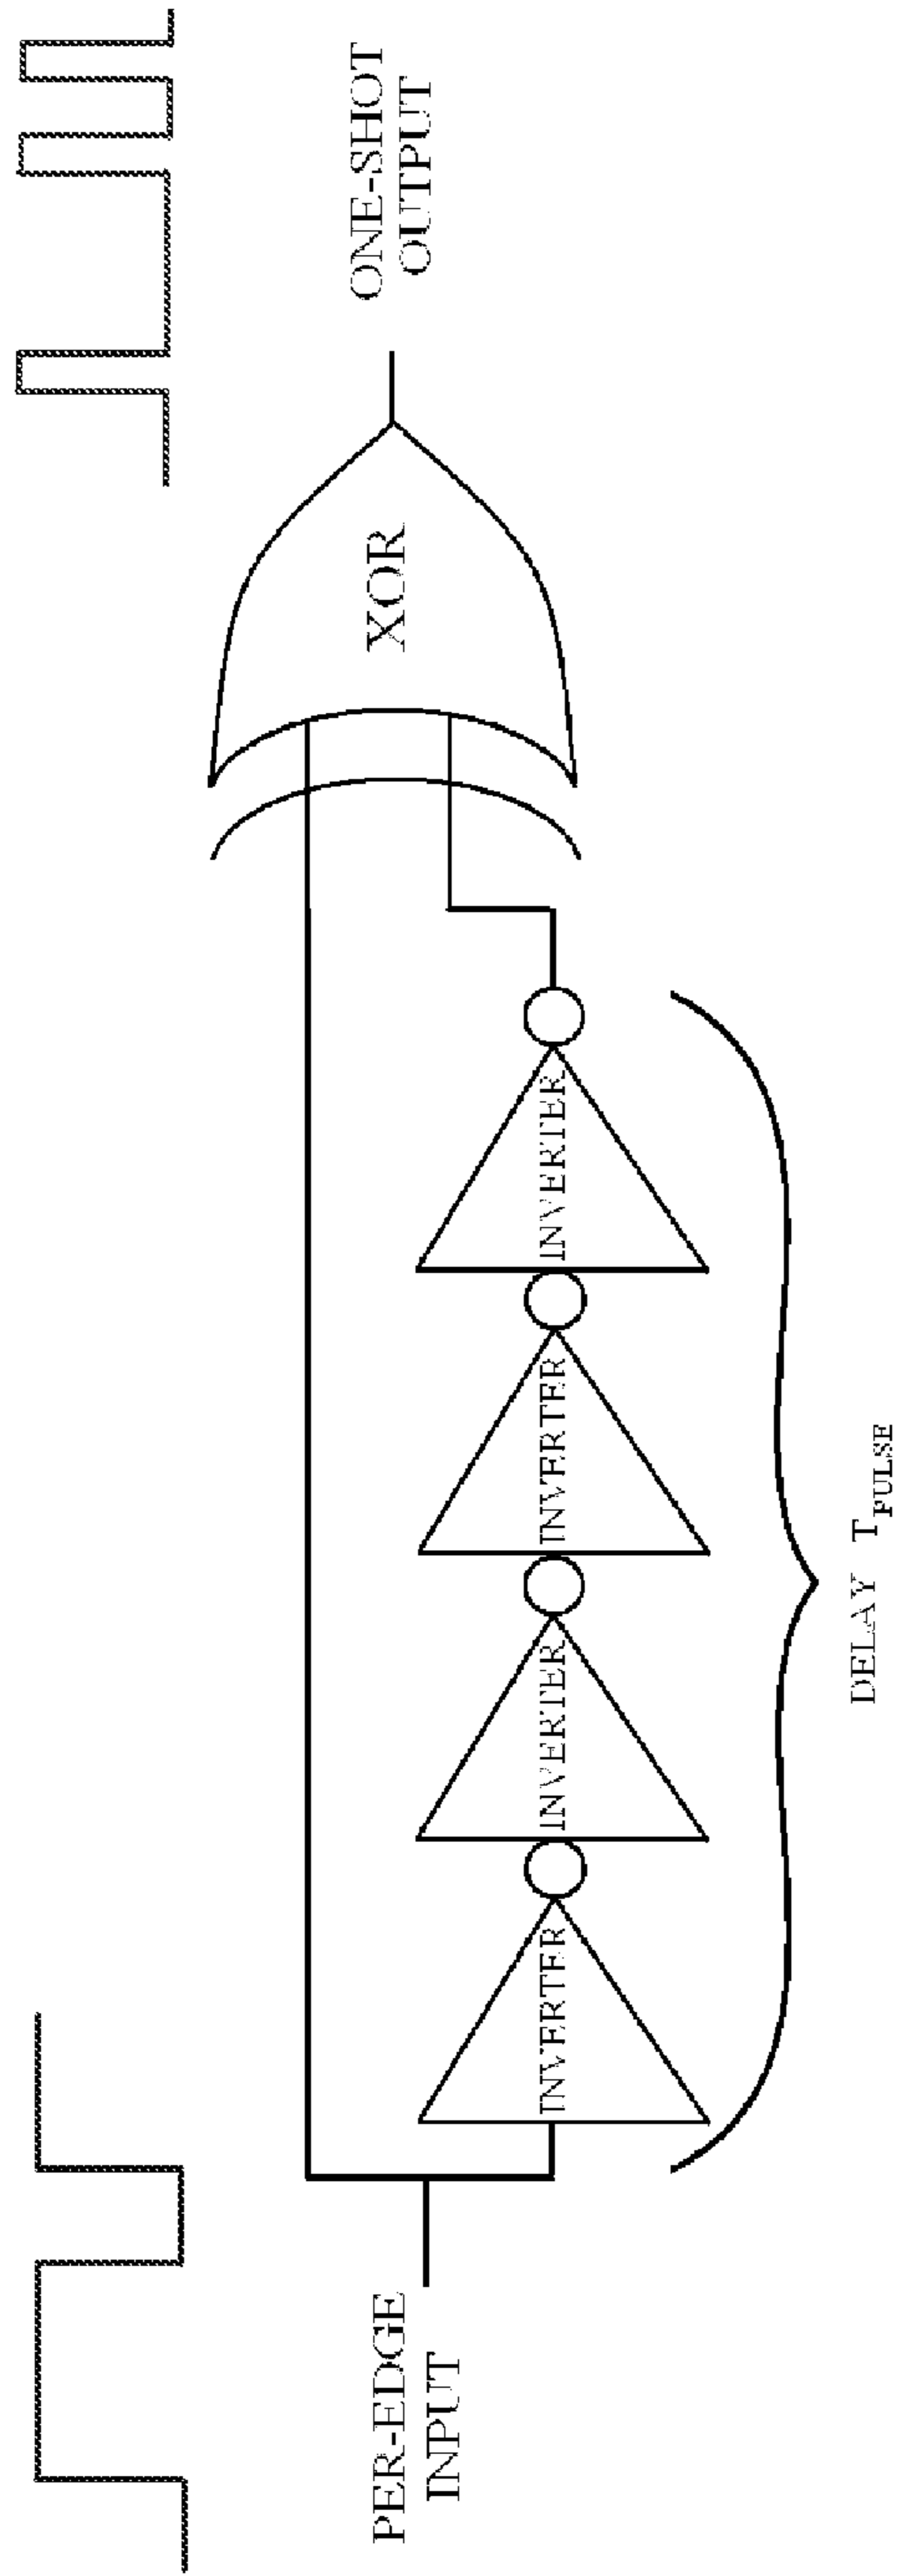 PER-EDGE
INPUT
INVERTER
INVERTER
INVERTER
INVERTER
DELAY T_PULSE
XOR
ONE-SHOT
OUTPUT